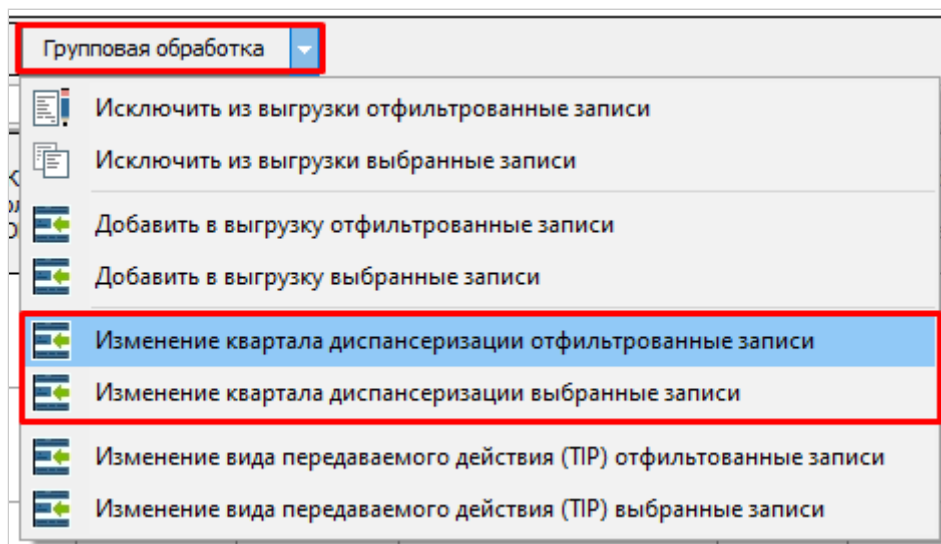 Групповая обработка
Исключить из выгрузки отфильтрованные записи
Исключить из выгрузки выбранные записи
Добавить в выгрузку отфильтрованные записи
Добавить в выгрузку выбранные записи
Изменение квартала диспансеризации отфильтрованные записи
Изменение квартала диспансеризации выбранные записи
Изменение вида передаваемого действия (TIP) отфильтованные записи
Изменение вида передаваемого действия (TIP) выбранные записи